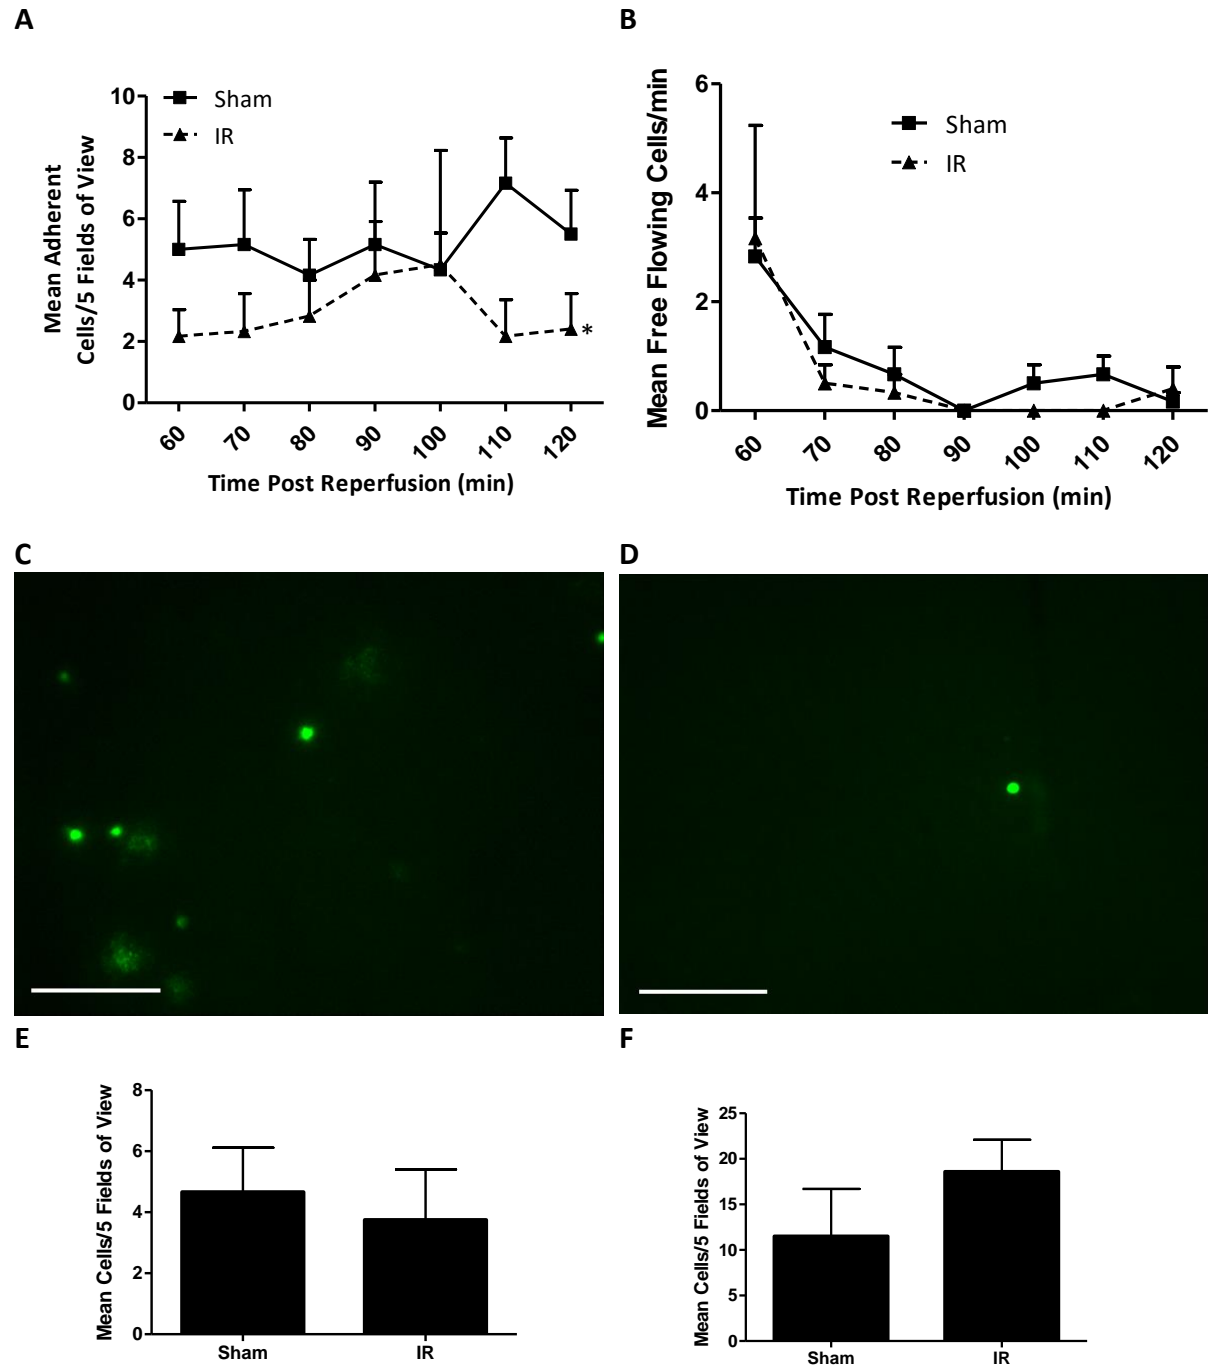 A
Mean Adherent
Cells/5 Fields of View
10
8
6
4
2
0
Sham
IR
*
60 70 80 90 100 110 120
Time Post Reperfusion (min)
B
Mean Free Flowing Cells/min
6
4
2
0
Sham
IR
60 70 80 90 100 110 120
Time Post Reperfusion (min)
C
D
E
Mean Cells/5 Fields of View
8
6
4
2
0
Sham IR
F
Mean Cells/5 Fields of View
25
20
15
10
5
0
Sham IR